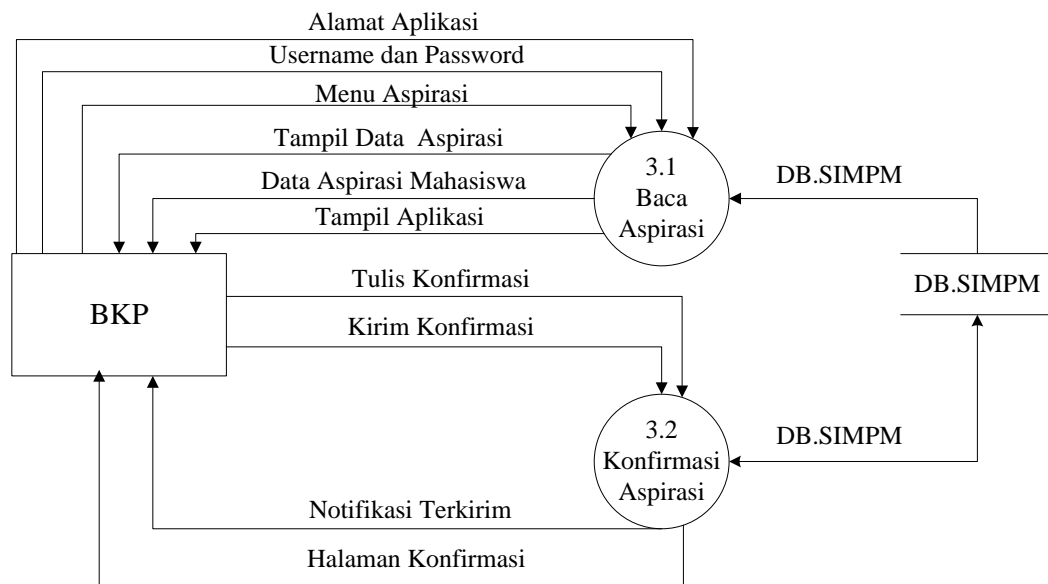 Alamat Aplikasi
Username dan Password
Menu Aspirasi
Tampil Data  Aspirasi
Data Aspirasi Mahasiswa
Tampil Aplikasi
3.1
Baca
Aspirasi
DB.SIMPM
BKP
Tulis Konfirmasi
Kirim Konfirmasi
DB.SIMPM
3.2
Konfirmasi
Aspirasi
DB.SIMPM
Notifikasi Terkirim
Halaman Konfirmasi